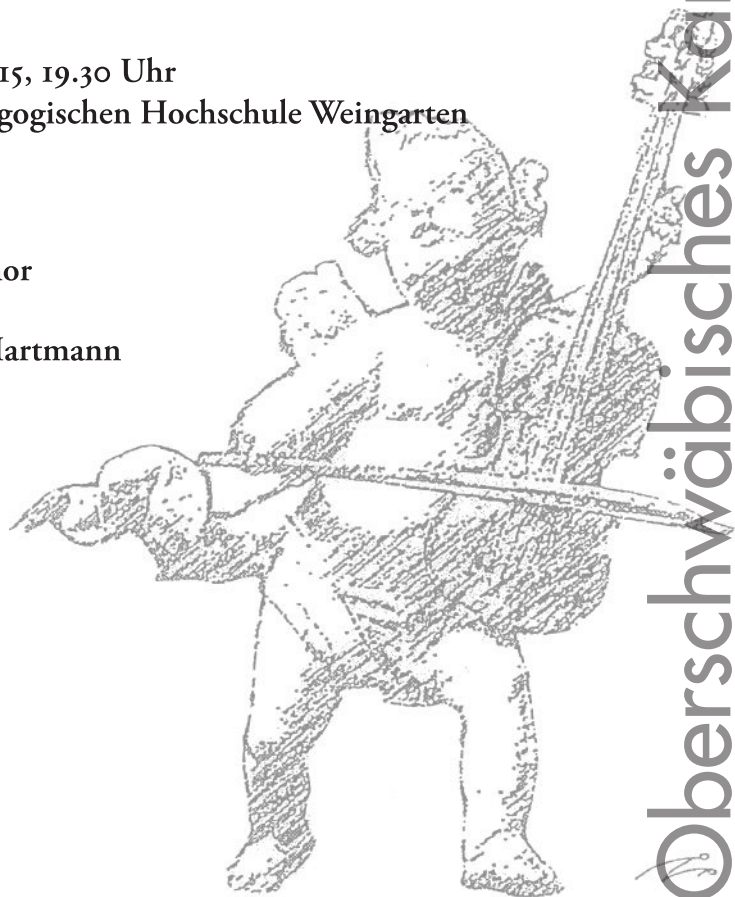 15, 19.30 Uhr
gogischen Hochschule Weingarten
or
Hartmann
Oberschwäbisches Ka